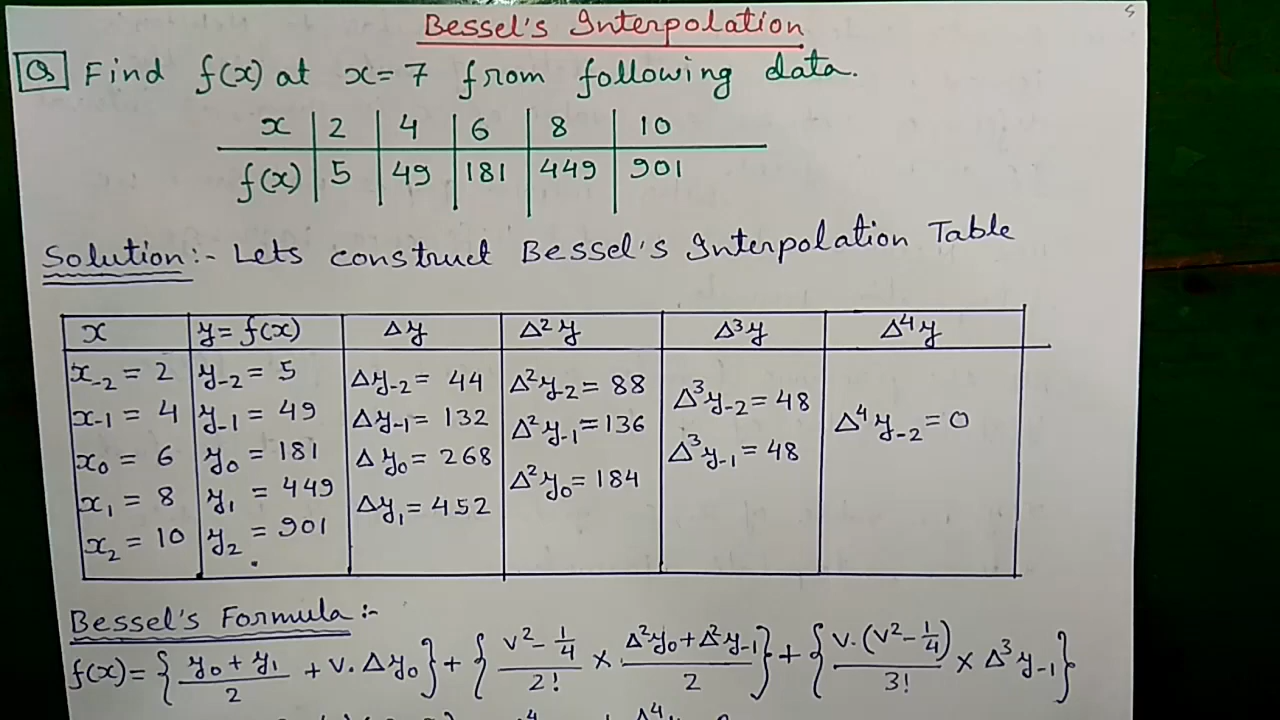 Bessel's Interpolation
Q Find f(x) at x=7 from following data.
x | 2 | 4 | 6 | 8 | 10
f(x) | 5 | 49 | 181 | 449 | 901
Solution:- Lets construct Bessel's Interpolation Table
x | y=f(x) | Δy | Δ²y | Δ³y | Δ⁴y
x₋₂ = 2 | y₋₂ = 5 | Δy₋₂ = 44 | Δ²y₋₂ = 88 | Δ³y₋₂ = 48 | Δ⁴y₋₂ = 0
x₋₁ = 4 | y₋₁ = 49 | Δy₋₁ = 132 | Δ²y₋₁ = 136 | Δ³y₋₁ = 48
x₀ = 6 | y₀ = 181 | Δy₀ = 268 | Δ²y₀ = 184
x₁ = 8 | y₁ = 449 | Δy₁ = 452
x₂ = 10 | y₂ = 901
Bessel's Formula:-
f(x) = {(y₀ + y₁)/2 + v.Δy₀} + {(v² - 1/4)/2! × (Δ²y₀ + Δ²y₋₁)/2} + {v.(v² - 1/4)/3! × Δ³y₋₁}